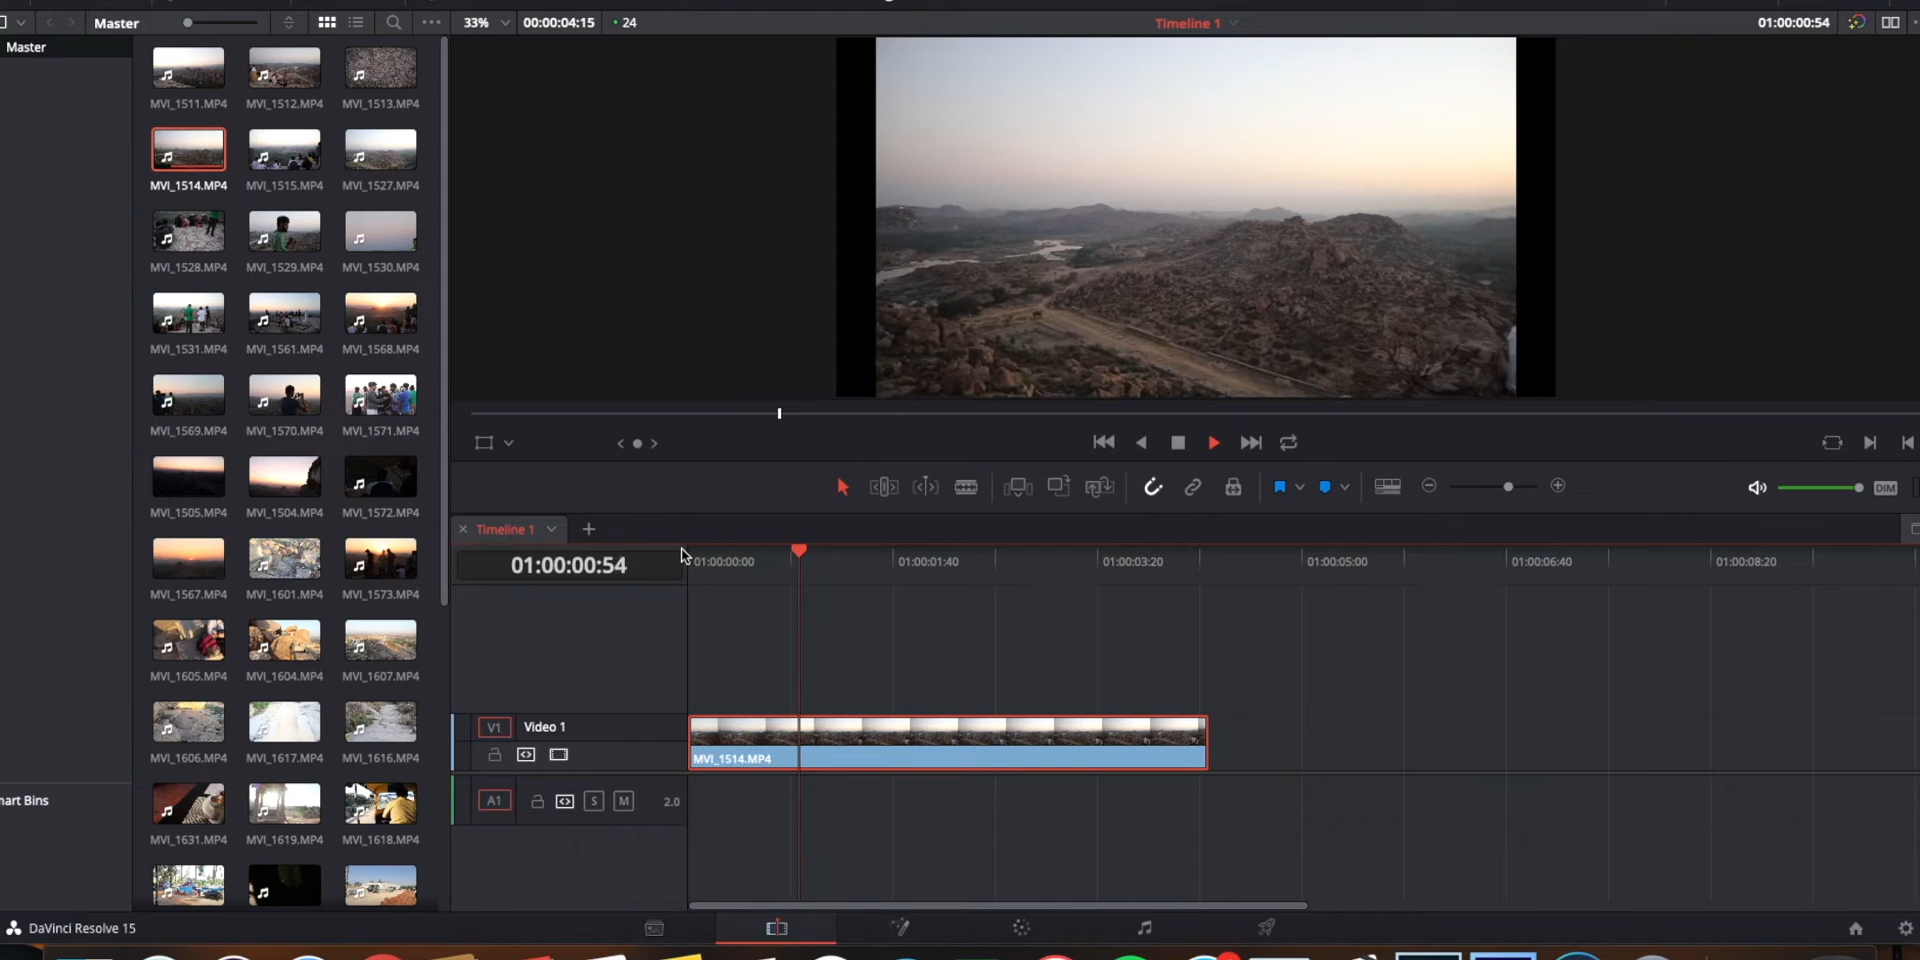 Master
33%
00:00:04:15
24
Timeline 1
01:00:00:54
Master
MVI_1511.MP4
MVI_1512.MP4
MVI_1513.MP4
MVI_1514.MP4
MVI_1515.MP4
MVI_1527.MP4
MVI_1528.MP4
MVI_1529.MP4
MVI_1530.MP4
MVI_1531.MP4
MVI_1561.MP4
MVI_1568.MP4
MVI_1569.MP4
MVI_1570.MP4
MVI_1571.MP4
MVI_1505.MP4
MVI_1504.MP4
MVI_1572.MP4
MVI_1567.MP4
MVI_1601.MP4
MVI_1573.MP4
MVI_1605.MP4
MVI_1604.MP4
MVI_1607.MP4
MVI_1606.MP4
MVI_1617.MP4
MVI_1616.MP4
mart Bins
MVI_1631.MP4
MVI_1619.MP4
MVI_1618.MP4
DIM
Timeline 1
01:00:00:54
01:00:00:00
01:00:01:40
01:00:03:20
01:00:05:00
01:00:06:40
01:00:08:20
V1
Video 1
MVI_1514.MP4
A1
S
M
2.0
DaVinci Resolve 15